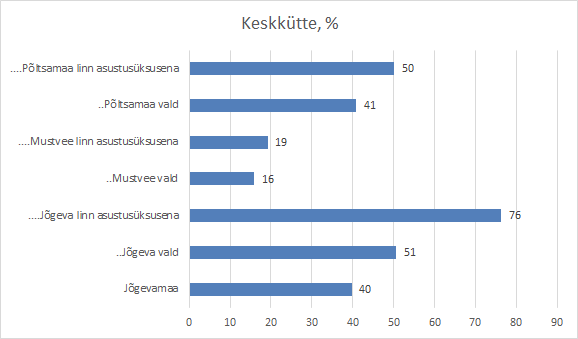 Keskkütte, %
....Põltsamaa linn asustusüksusena
50
..Põltsamaa vald
41
....Mustvee linn asustusüksusena
19
..Mustvee vald
16
....Jõgeva linn asustusüksusena
76
..Jõgeva vald
51
Jõgevamaa
40
0 10 20 30 40 50 60 70 80 90